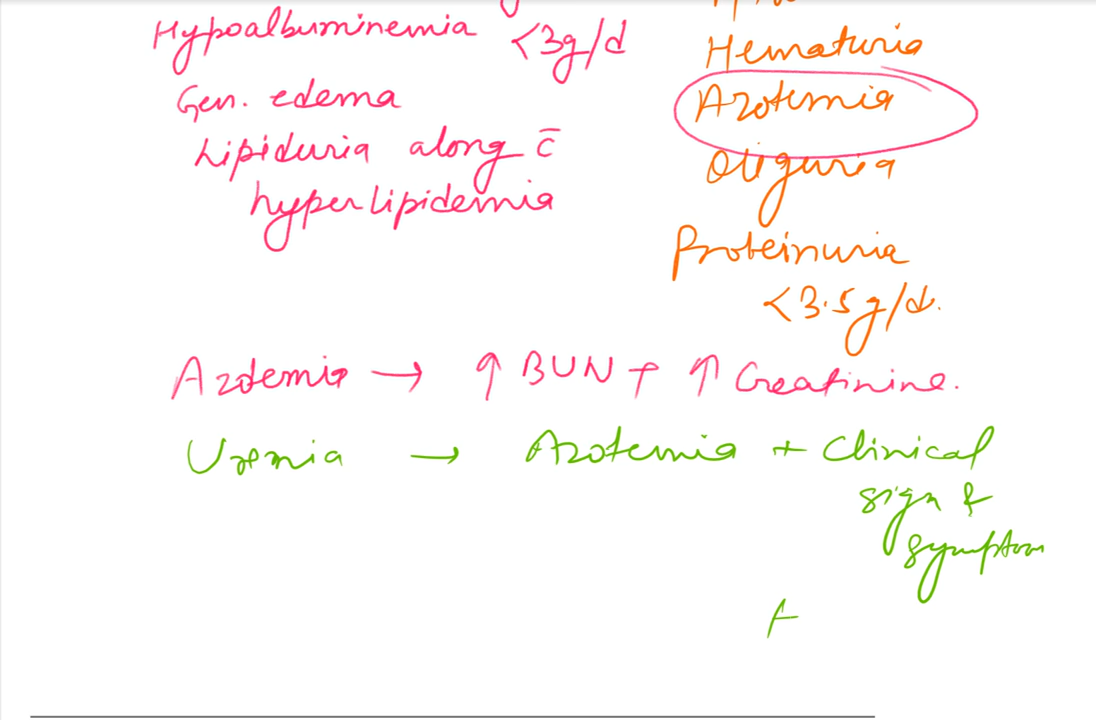 Hypoalbuminemia <3g/d
Gen. edema
Lipiduria along c̄
hyperlipidemia
Hematuria
Azotemia
Oliguria
Proteinuria
<3.5g/d.
Azotemia → ↑ BUN + ↑ Creatinine.
Uremia → Azotemia + Clinical
sign &
symptom
A